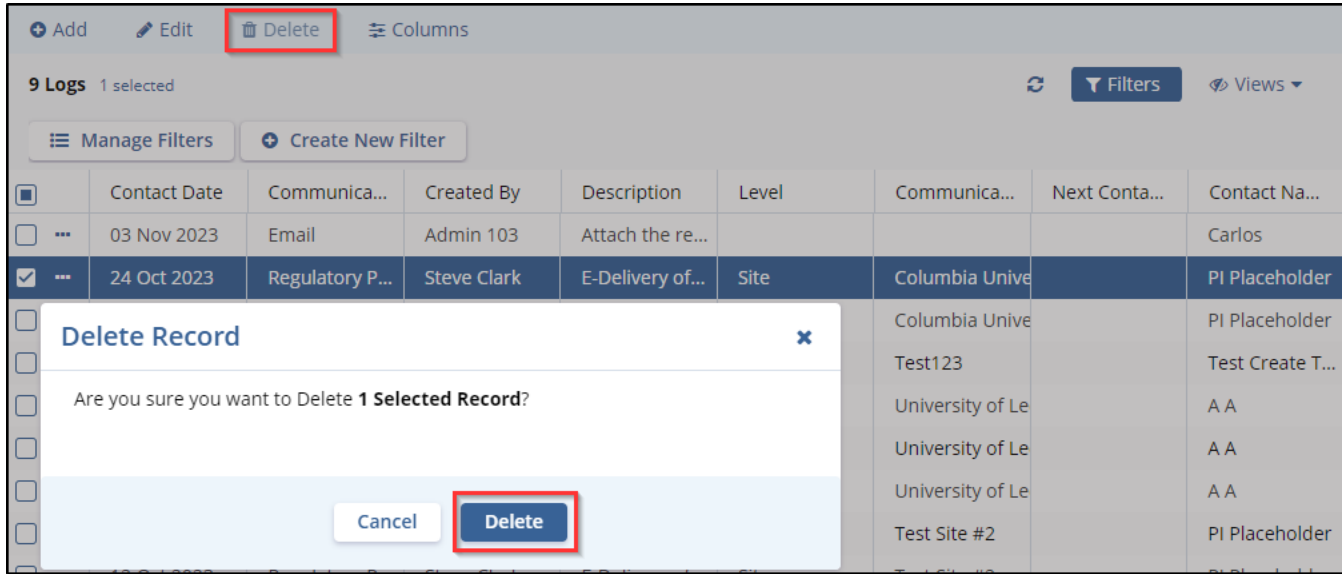 Add Edit Delete Columns
9 Logs 1 selected Filters Views
Manage Filters Create New Filter
Contact Date Communica... Created By Description Level Communica... Next Conta... Contact Na...
03 Nov 2023 Email Admin 103 Attach the re... Carlos
24 Oct 2023 Regulatory P... Steve Clark E-Delivery of... Site Columbia Unive PI Placeholder
Columbia Unive PI Placeholder
Delete Record
Test123 Test Create T...
Are you sure you want to Delete 1 Selected Record?
University of Le A A
University of Le A A
University of Le A A
Cancel Delete
Test Site #2 PI Placeholder